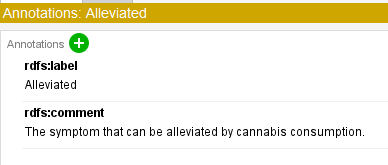 Annotations: Alleviated
Annotations
rdfs:label
Alleviated
rdfs:comment
The symptom that can be alleviated by cannabis consumption.